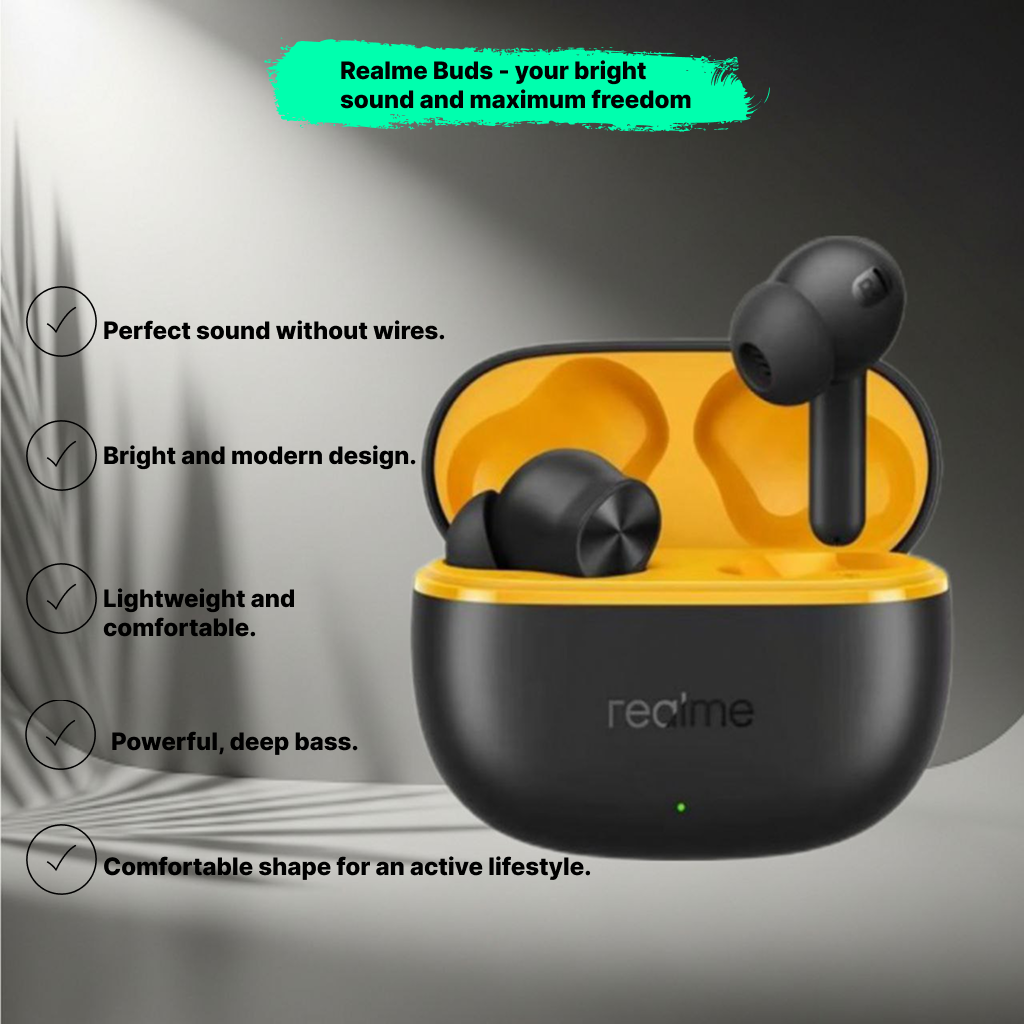 Realme Buds - your bright
sound and maximum freedom
Perfect sound without wires.
Bright and modern design.
Lightweight and
comfortable.
Powerful, deep bass.
realme
Comfortable shape for an active lifestyle.